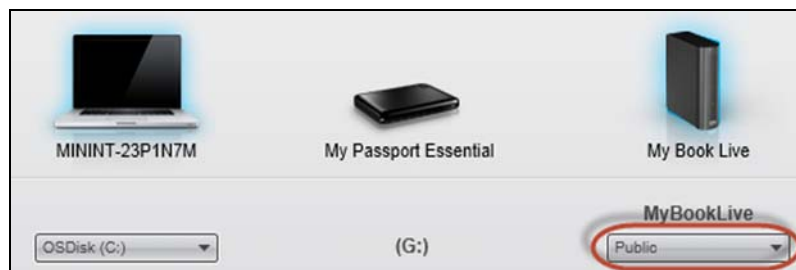 MININT-23P1N7M My Passport Essential My Book Live
MyBookLive
OSDisk (C:) (G:) Public